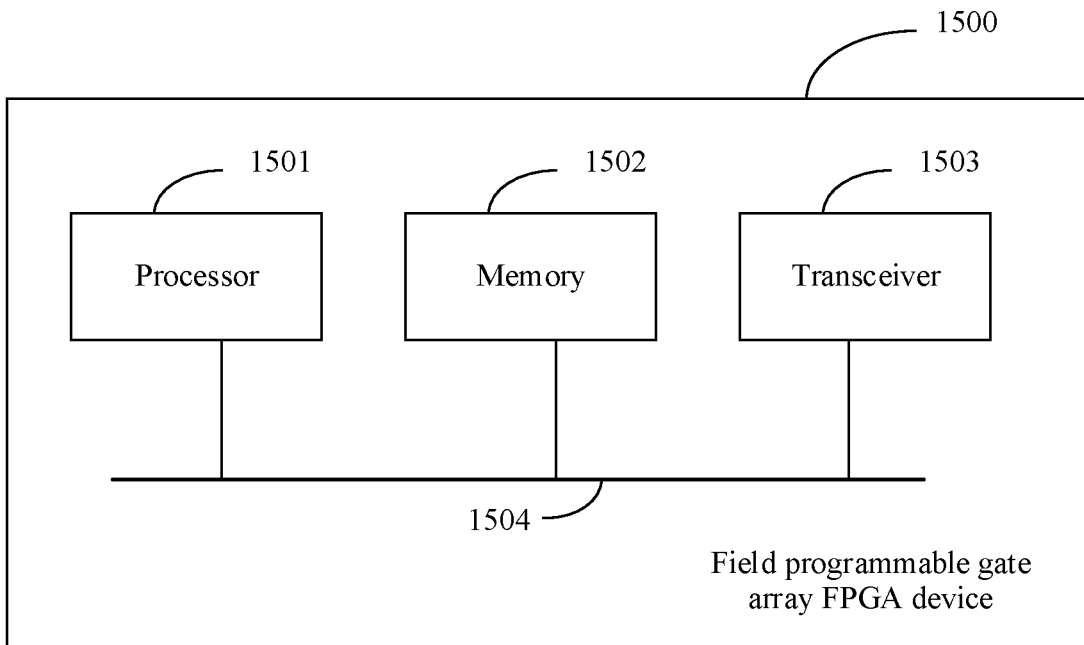 1500
1501
1502
1503
Processor
Memory
Transceiver
1504
Field programmable gate
array FPGA device